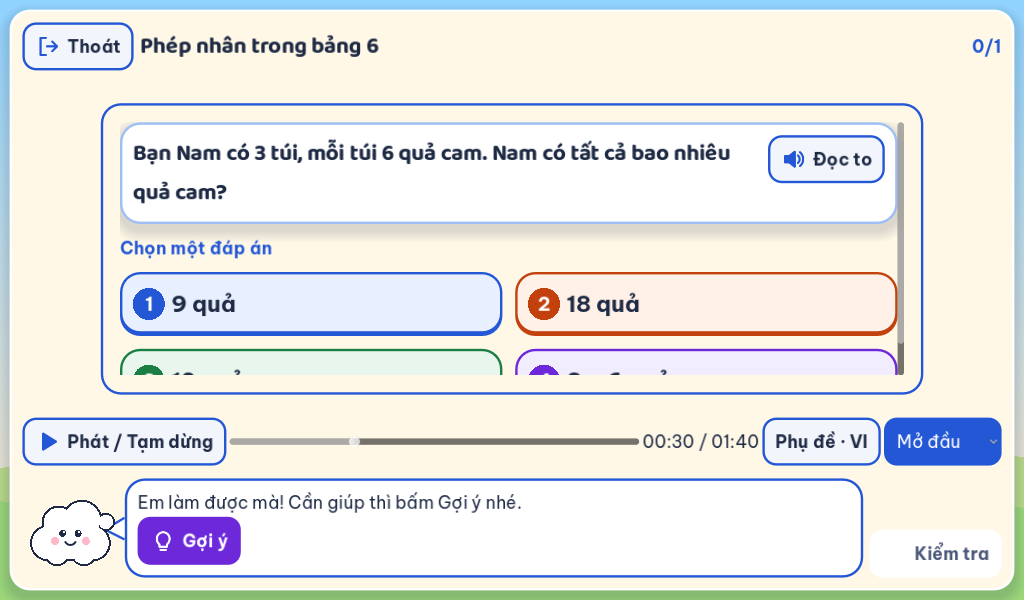 Thoát
Phép nhân trong bảng 6
0/1
Bạn Nam có 3 túi, mỗi túi 6 quả cam. Nam có tất cả bao nhiêu
quả cam?
Đọc to
Chọn một đáp án
1 9 quả
2 18 quả
Phát / Tạm dừng
00:30 / 01:40
Phụ đề · VI
Mở đầu
Em làm được mà! Cần giúp thì bấm Gợi ý nhé.
Gợi ý
Kiểm tra